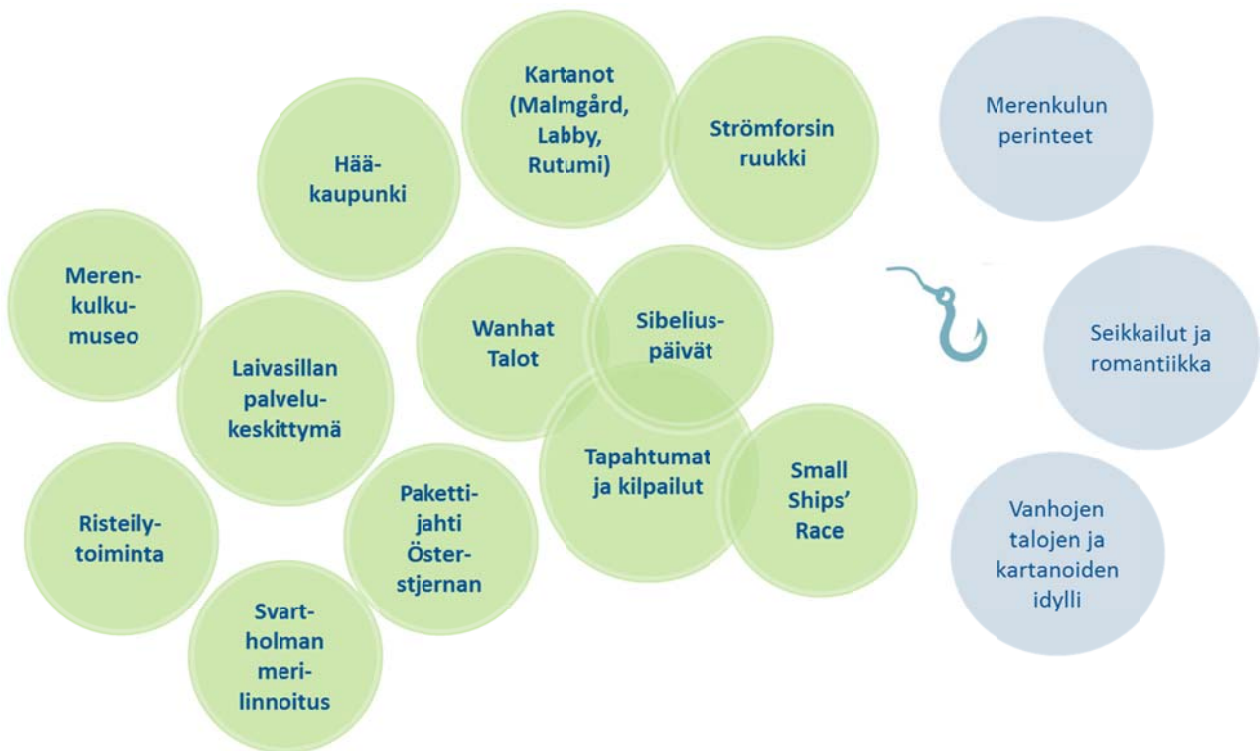 Kartanot
(Malmgård,
Labby,
Rutumi)
Strömforsin
ruukki
Merenkulun
perinteet
Hää-
kaupunki
Meren-
kulku-
museo
Wanhat
Talot
Sibelius-
päivät
Seikkailut ja
romantiikka
Laivasillan
palvelu-
keskittymä
Tapahtumat
ja kilpailut
Small
Ships’
Race
Vanhojen
talojen ja
kartanoiden
idylli
Risteily-
toiminta
Paketti-
jahti
Öster-
stjernan
Svart-
holman
meri-
linnoitus